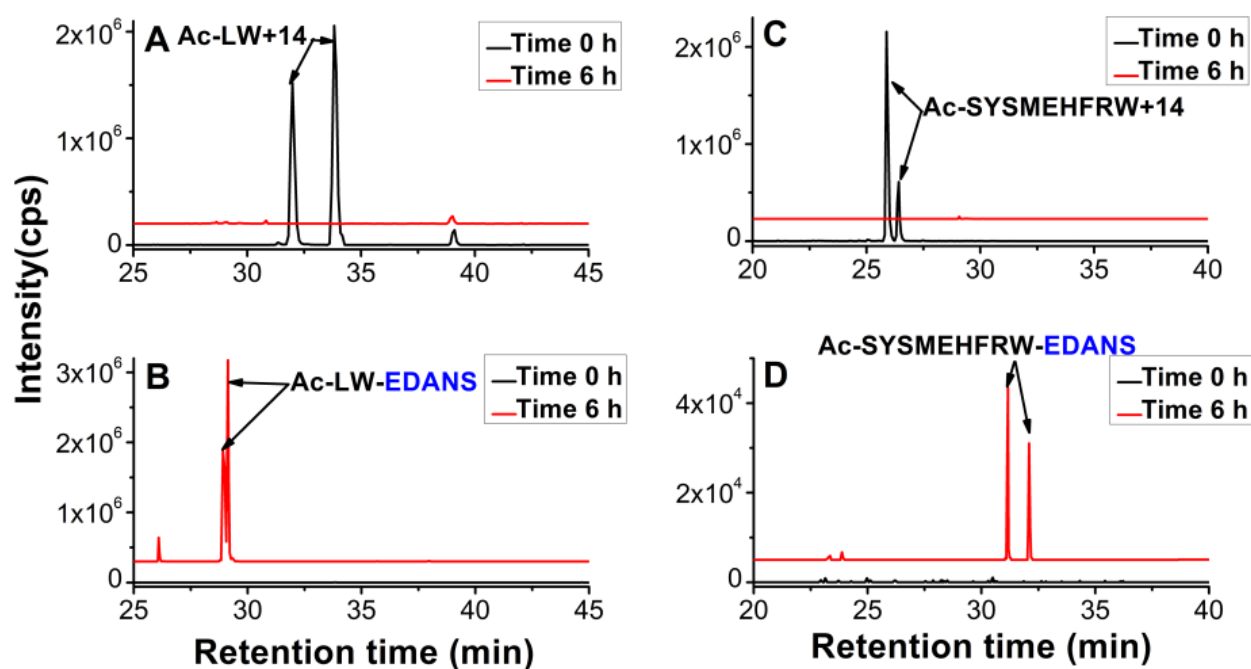 Intensity(cps)
A
Ac-LW+14
Time 0 h
Time 6 h
2x10⁶
1x10⁶
0
25 30 35 40 45
C
Time 0 h
Time 6 h
Ac-SYSMEHFRW+14
2x10⁶
1x10⁶
0
20 25 30 35 40
B
Ac-LW-EDANS
Time 0 h
Time 6 h
3x10⁶
2x10⁶
1x10⁶
0
25 30 35 40 45
Retention time (min)
Ac-SYSMEHFRW-EDANS
D
Time 0 h
Time 6 h
4x10⁴
2x10⁴
0
20 25 30 35 40
Retention time (min)